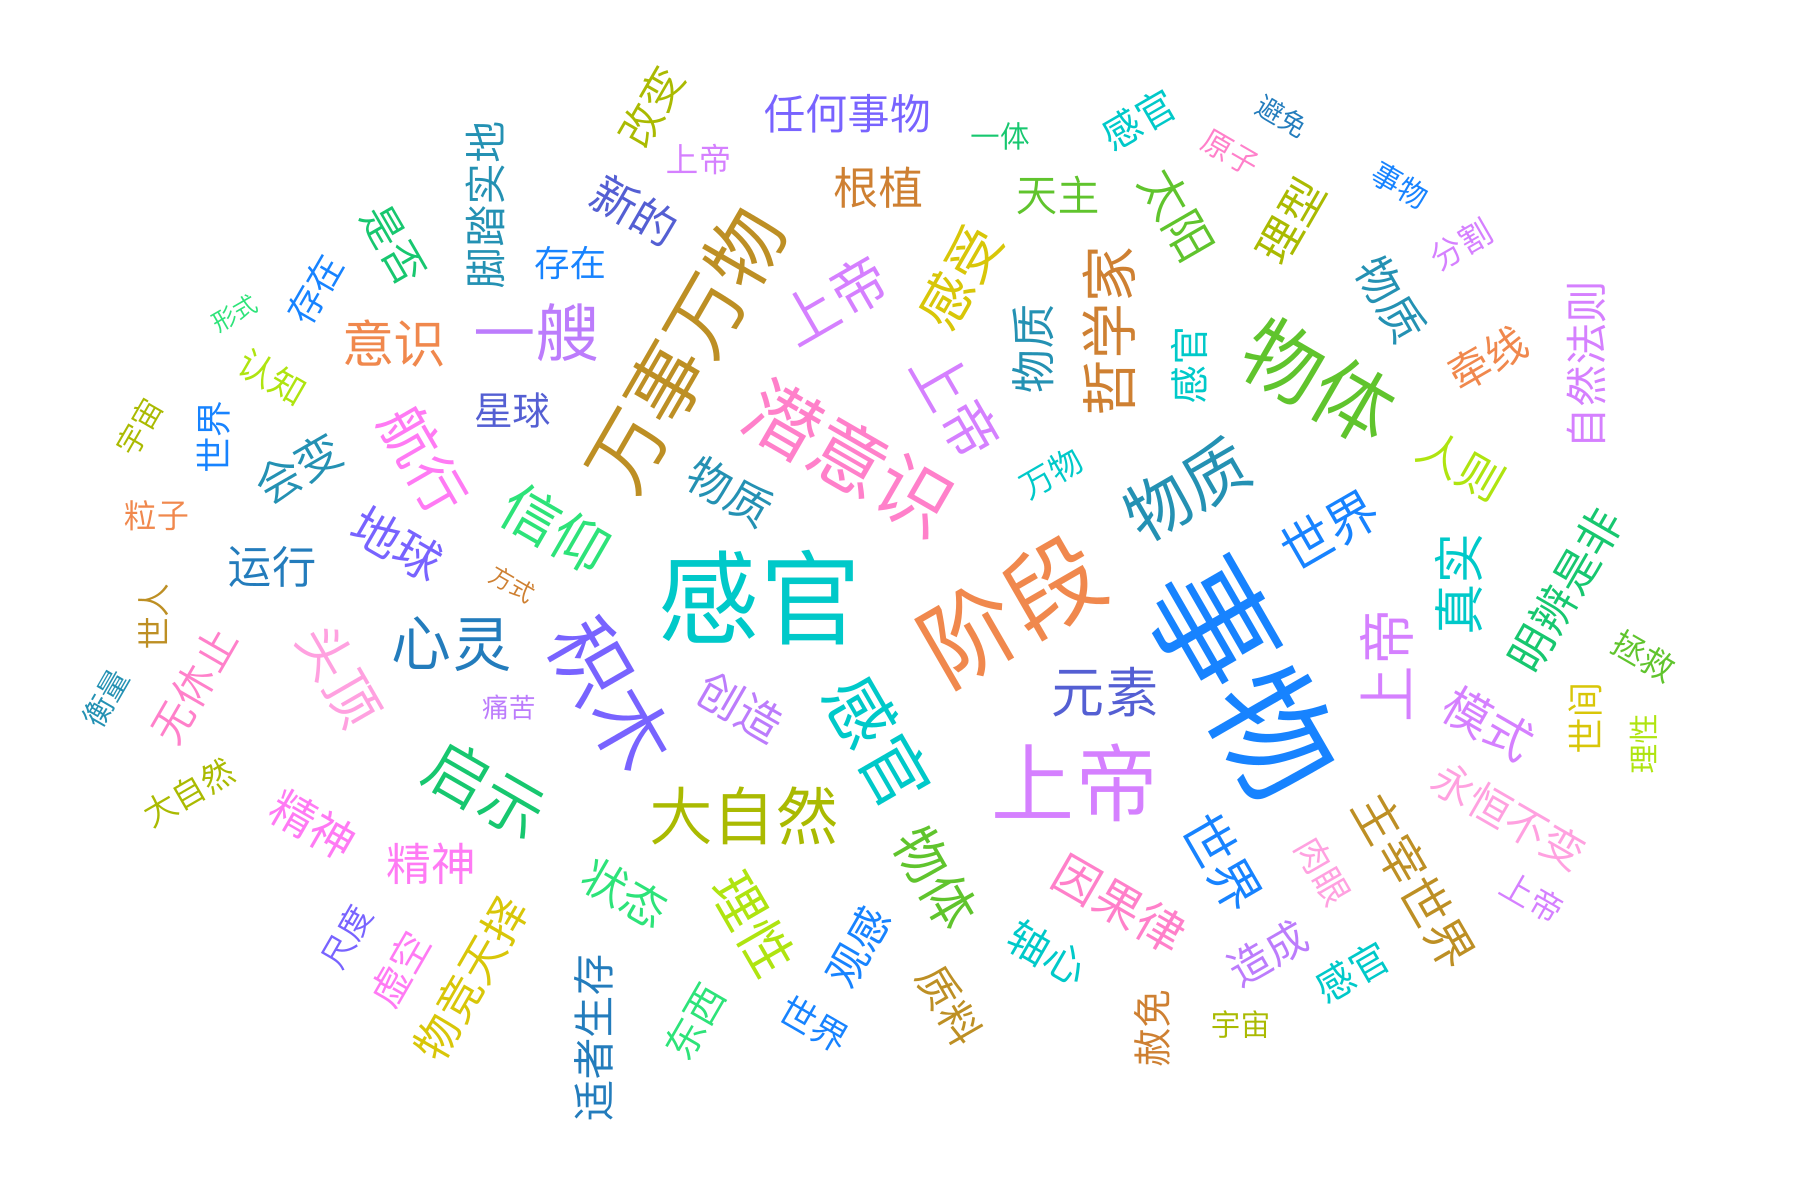 改变
任何事物
感官
避免
一体
原子
上帝
脚踏实地
根植
天主
太阳
理型
事物
新的
是否
存在
万事万物
感受
哲学家
分割
物质
存在
上帝
形式
意识
一艘
物质
感官
物体
牵线
自然法则
认知
星球
上帝
宇宙
世界
会变
航行
潜意识
万物
人则
物质
物质
粒子
信仰
世界
地球
运行
方式
感官
阶段
事物
真实
明辨是非
世人
心灵
积木
元素
上帝
拯救
无休止
头顶
衡量
痛苦
创造
感官
模式
世间
理性
启示
上帝
大自然
大自然
永恒不变
精神
精神
物体
世界
肉眼
主宰世界
状态
理性
因果律
上帝
尺度
虚空
物竞天择
观感
轴心
造成
感官
适者生存
东西
世界
质料
赦免
宇宙